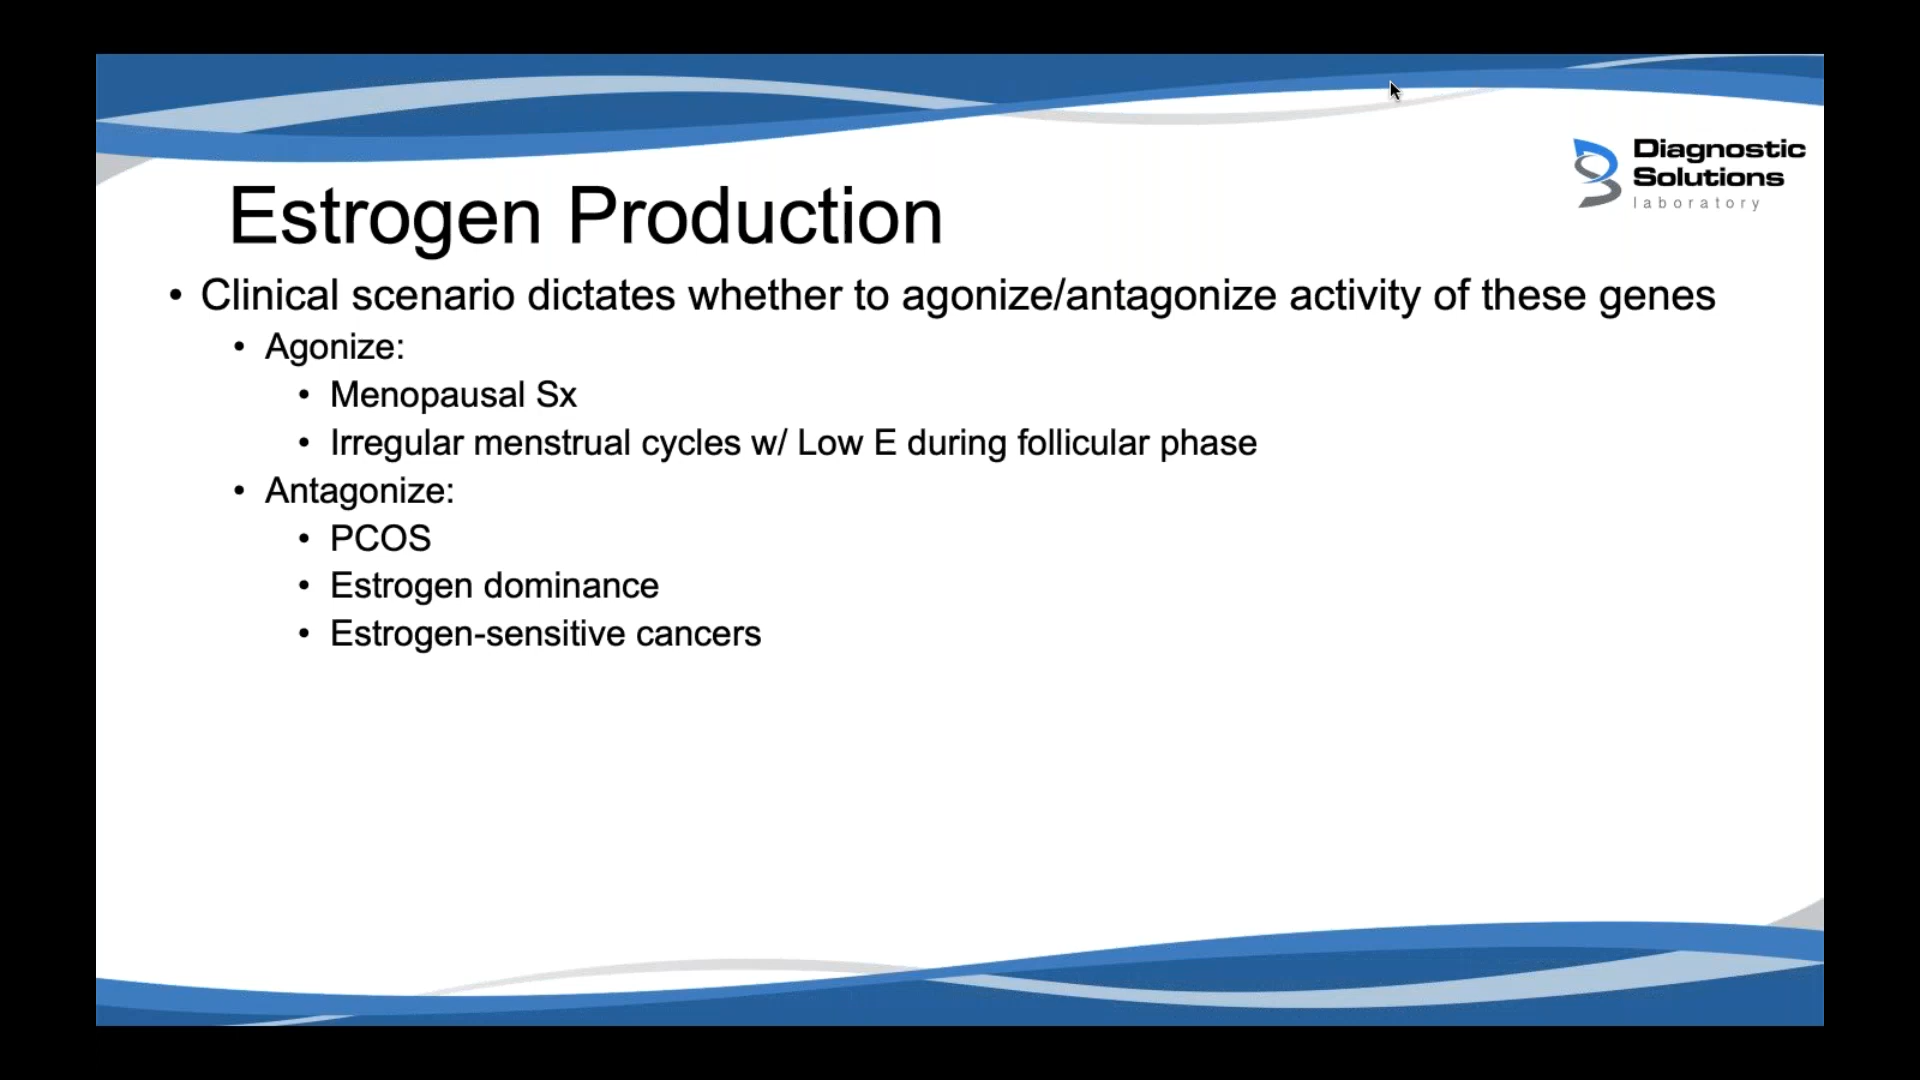 Diagnostic
Solutions
laboratory
Estrogen Production
• Clinical scenario dictates whether to agonize/antagonize activity of these genes
• Agonize:
• Menopausal Sx
• Irregular menstrual cycles w/ Low E during follicular phase
• Antagonize:
• PCOS
• Estrogen dominance
• Estrogen-sensitive cancers